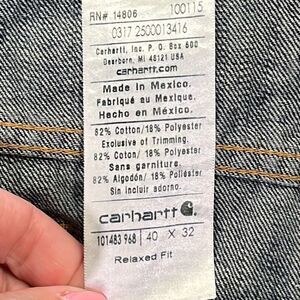 RN# 14806 100115
0317 2500013416
Carhartt, Inc. P.O. Box 600
Dearborn, MI 48121 USA
carhartt.com
Made in Mexico.
Fabriqué au Mexique.
Hecho en México.
82% Cotton/18% Polyester
Exclusive of Trimming.
82% Coton/ 18% Polyester
Sans garniture.
82% Algodón/ 18% Poliéster
Sin incluir adorno.
carhartt
101483 968 40 X 32
Relaxed Fit